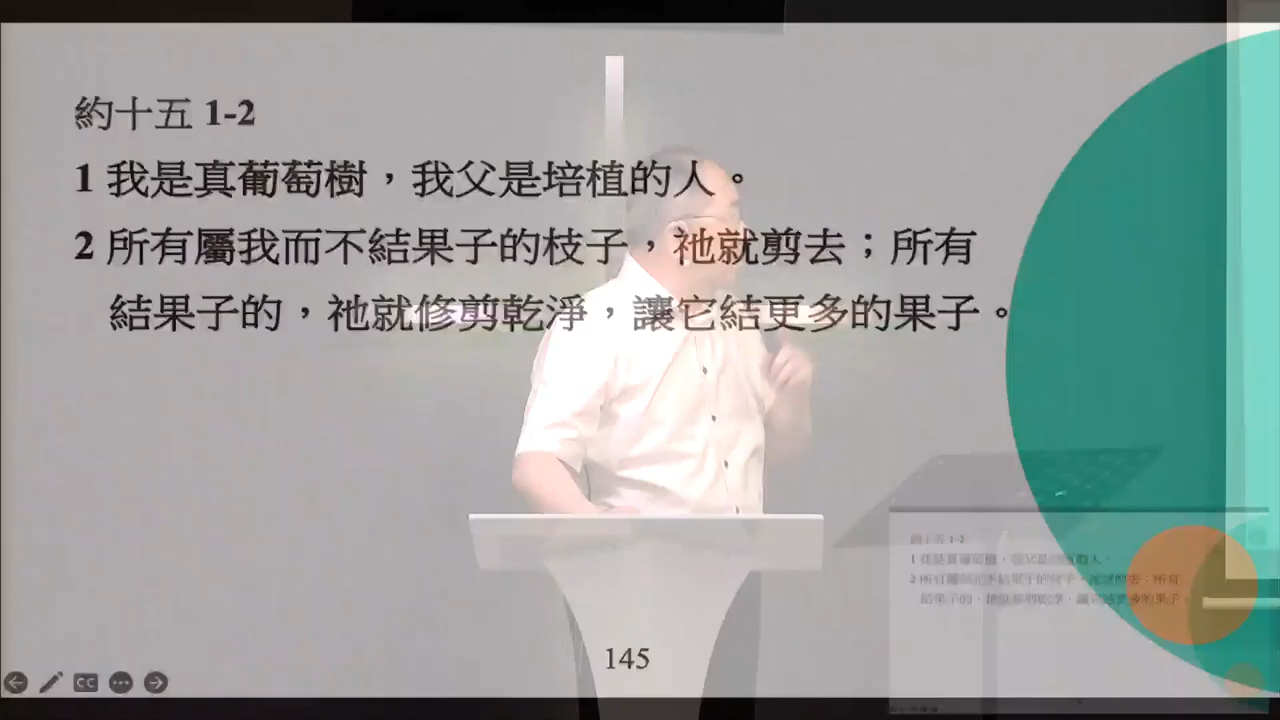 約十五 1-2
1 我是真葡萄樹，我父是培植的人。
2 所有屬我而不結果子的枝子，祂就剪去；所有
結果子的，祂就修剪乾淨，讓它結更多的果子。
145
CC